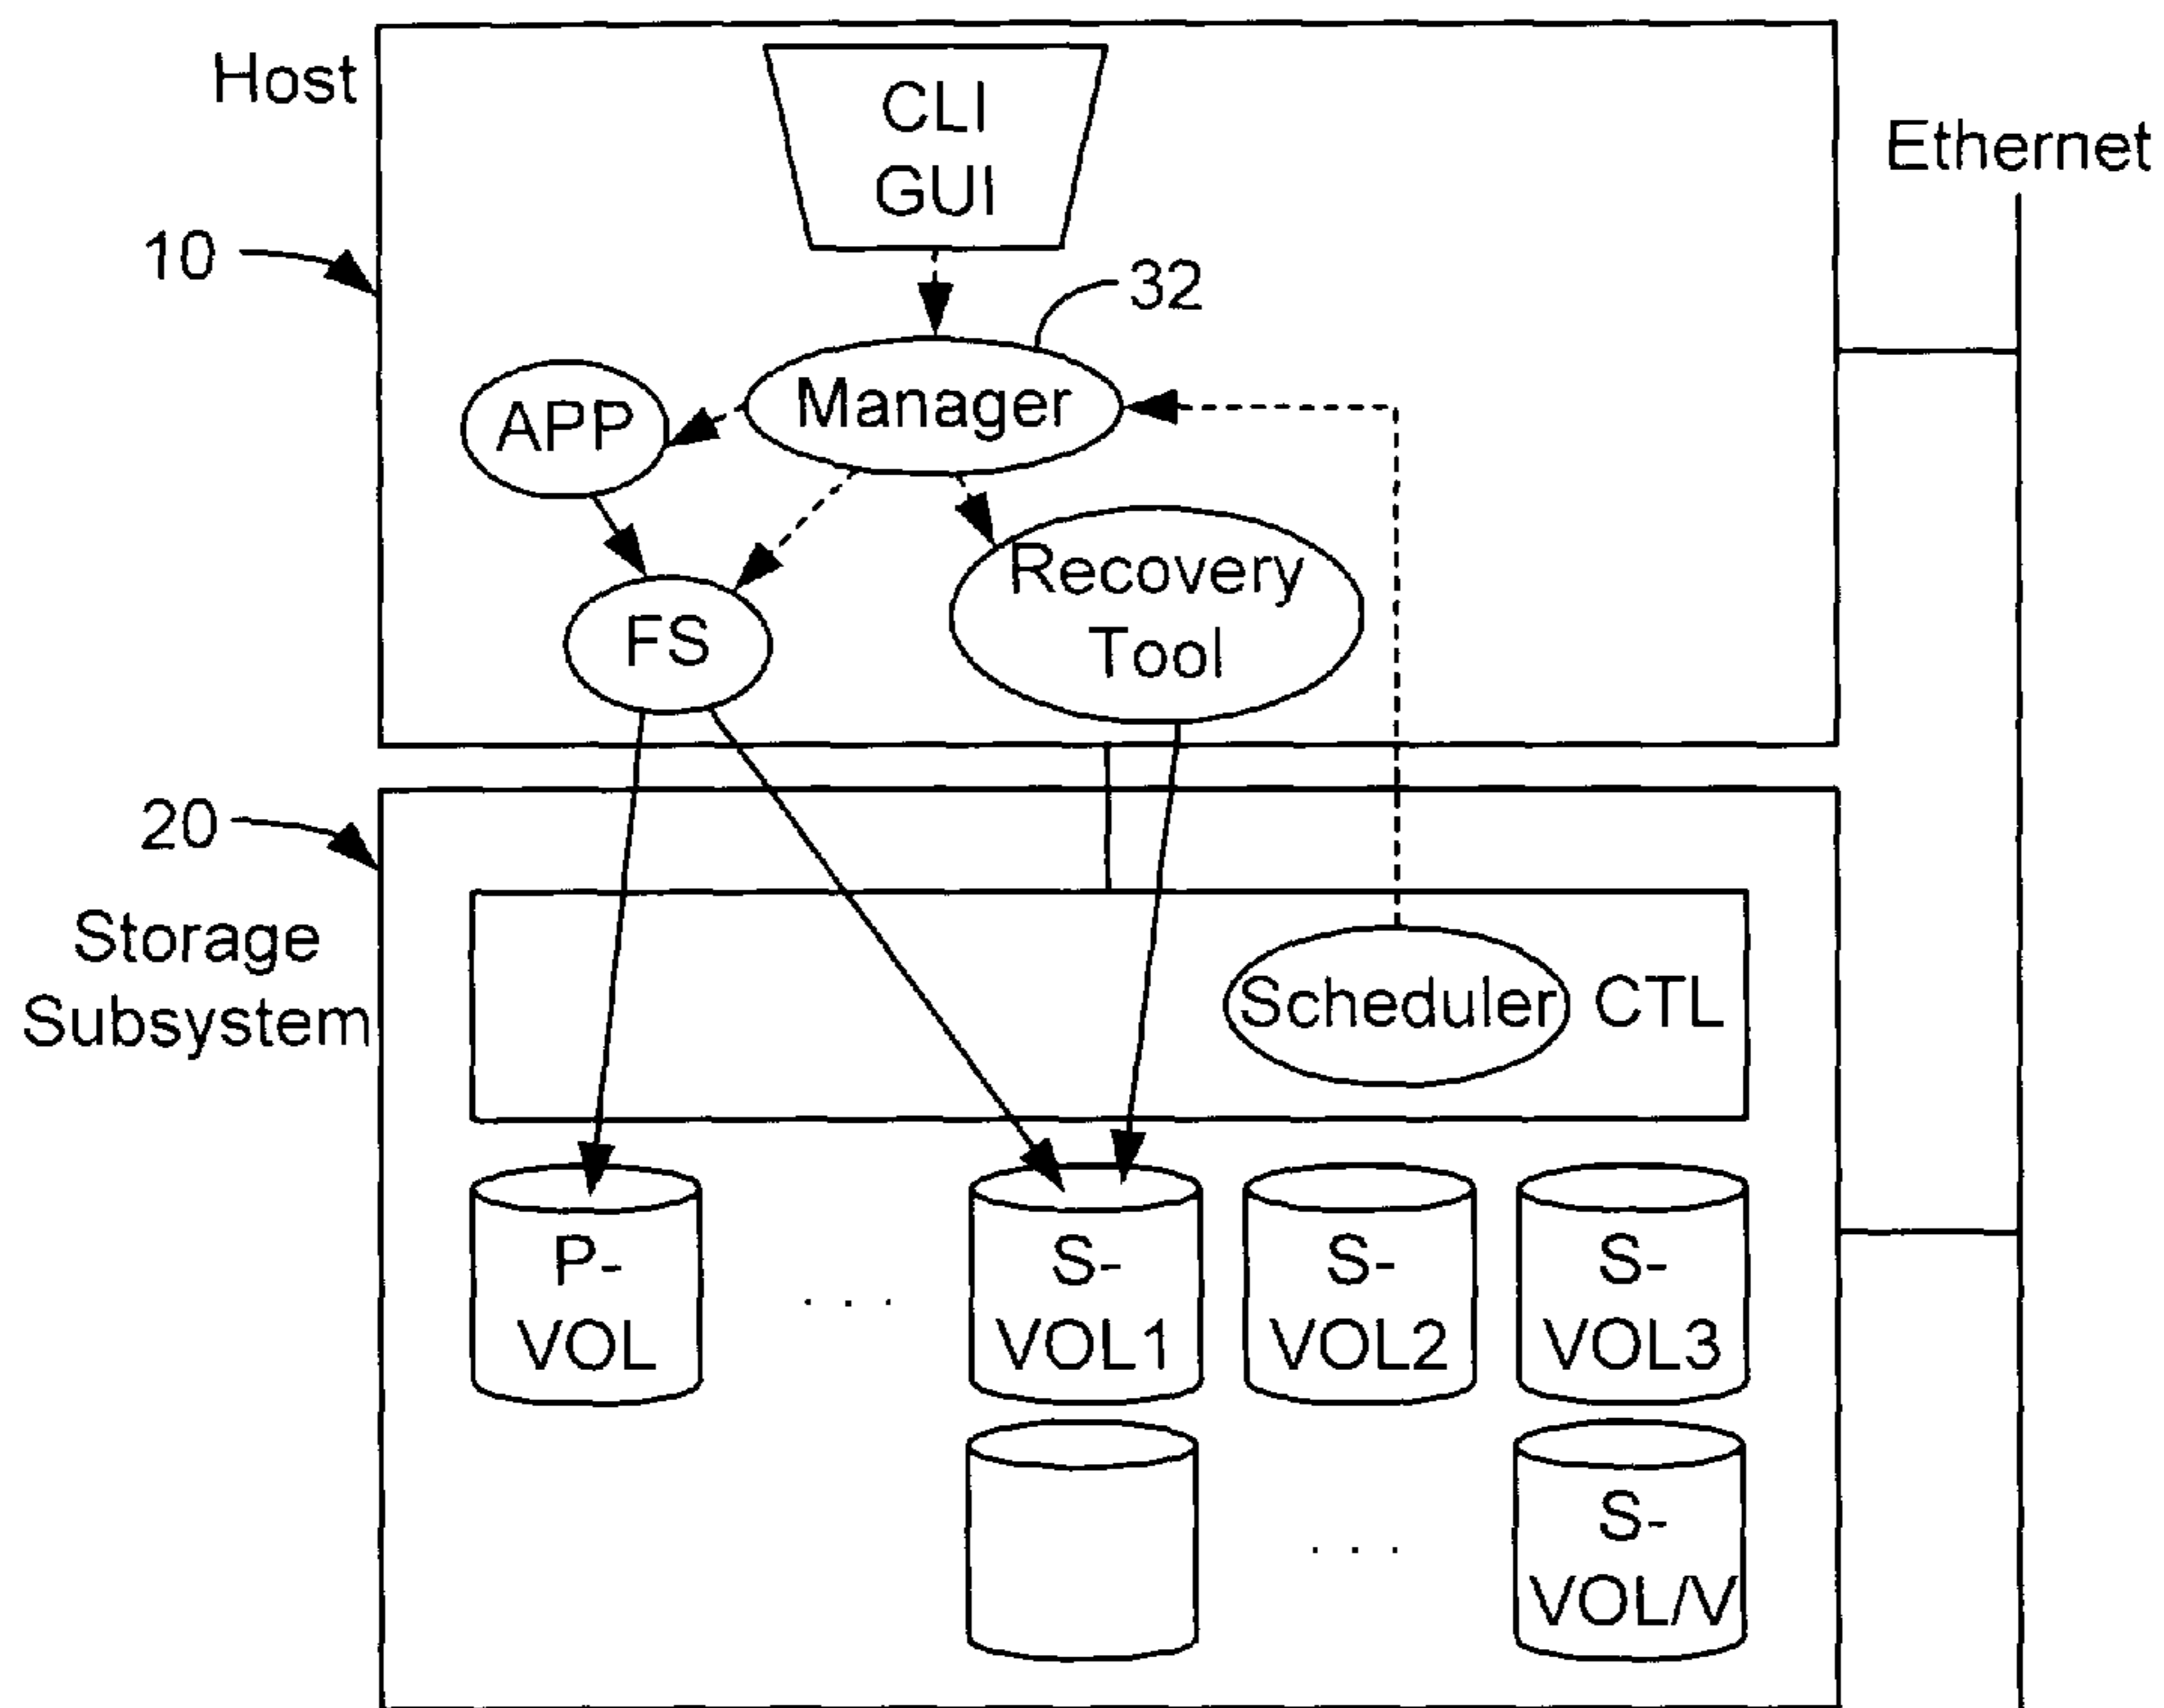 Host
CLI
GUI
Ethernet
10
32
Manager
APP
Recovery
Tool
FS
20
Storage
Subsystem
Scheduler
CTL
P-
VOL
. . .
S-
VOL1
S-
VOL2
S-
VOL3
. . .
S-
VOL/V